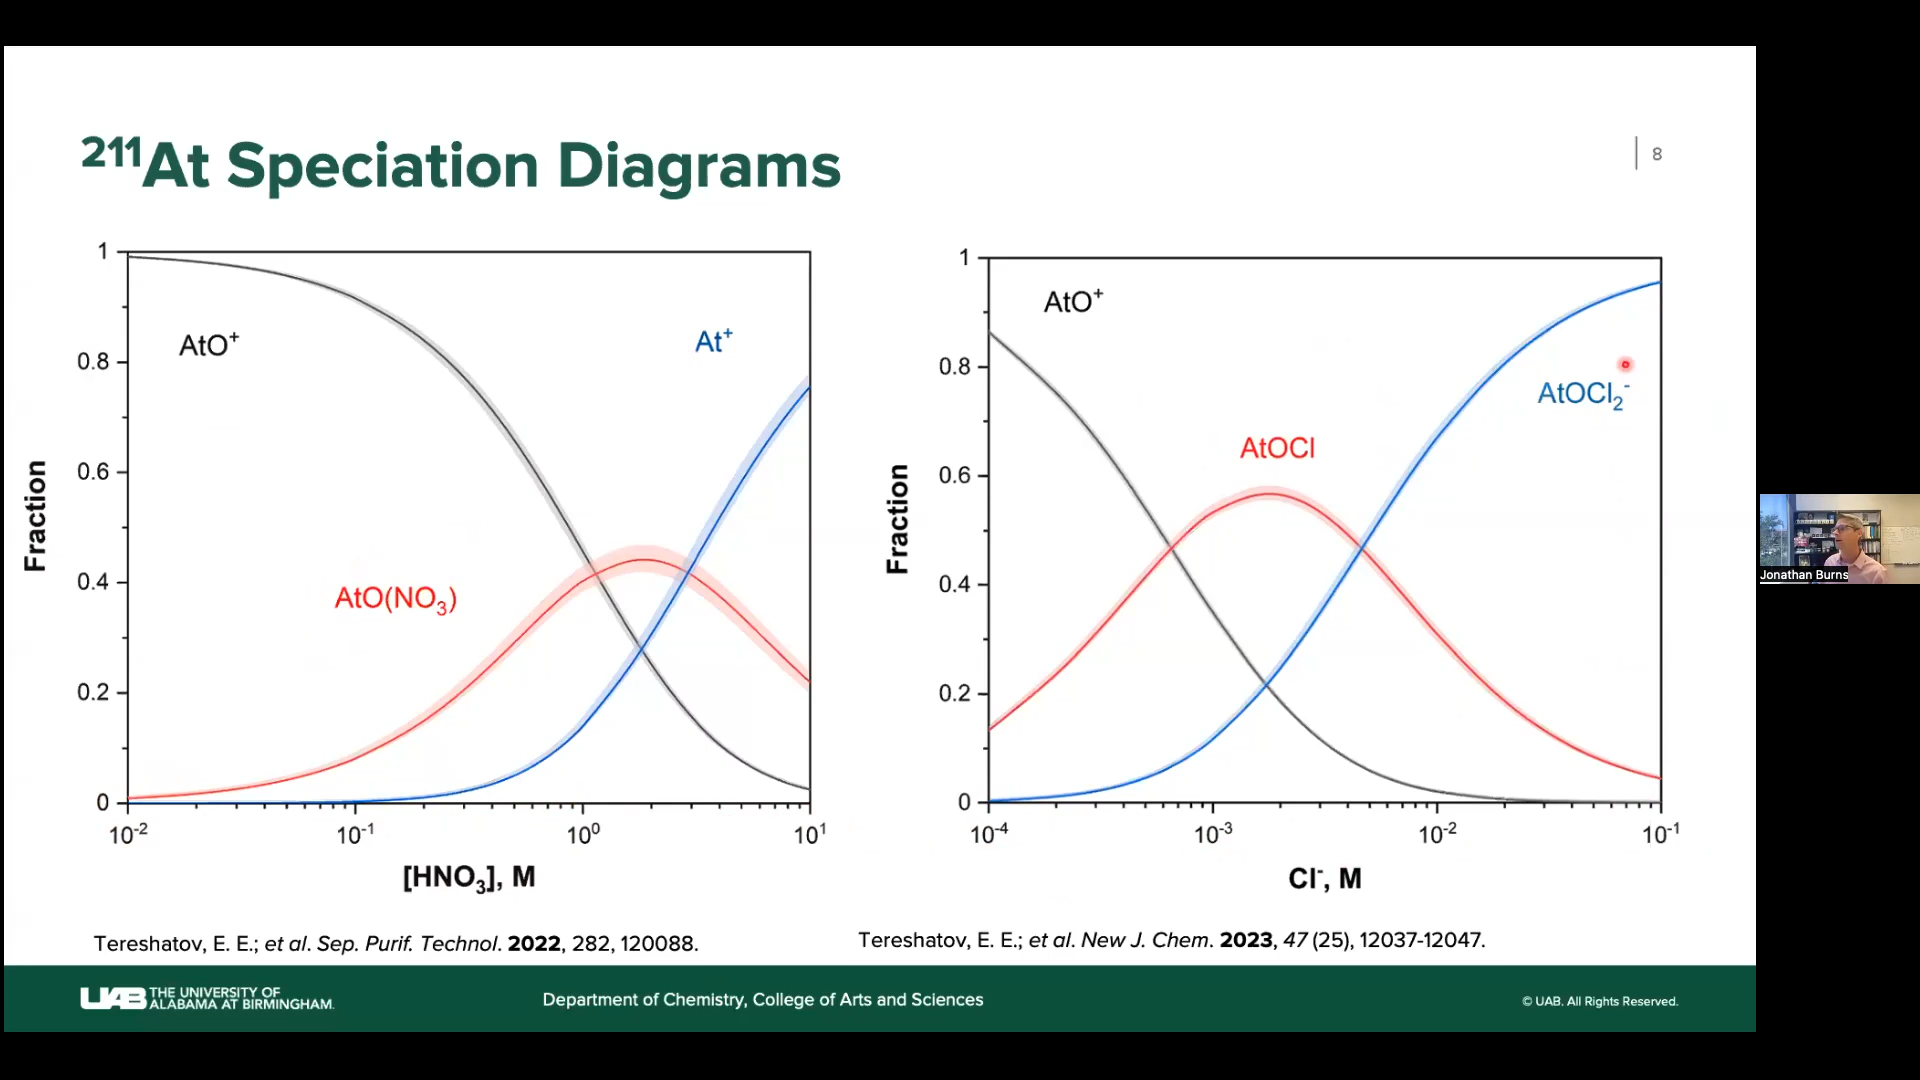 ²¹¹At Speciation Diagrams
8
1
0.8
0.6
0.4
0.2
0
Fraction
AtO⁺
At⁺
AtO(NO₃)
10⁻²
10⁻¹
10⁰
10¹
[HNO₃], M
1
0.8
0.6
0.4
0.2
0
Fraction
AtO⁺
AtOCl
AtOCl₂⁻
10⁻⁴
10⁻³
10⁻²
10⁻¹
Cl⁻, M
Tereshatov, E. E.; et al. Sep. Purif. Technol. 2022, 282, 120088.
Tereshatov, E. E.; et al. New J. Chem. 2023, 47 (25), 12037-12047.
UAB THE UNIVERSITY OF
ALABAMA AT BIRMINGHAM.
Department of Chemistry, College of Arts and Sciences
© UAB. All Rights Reserved.
Jonathan Burns